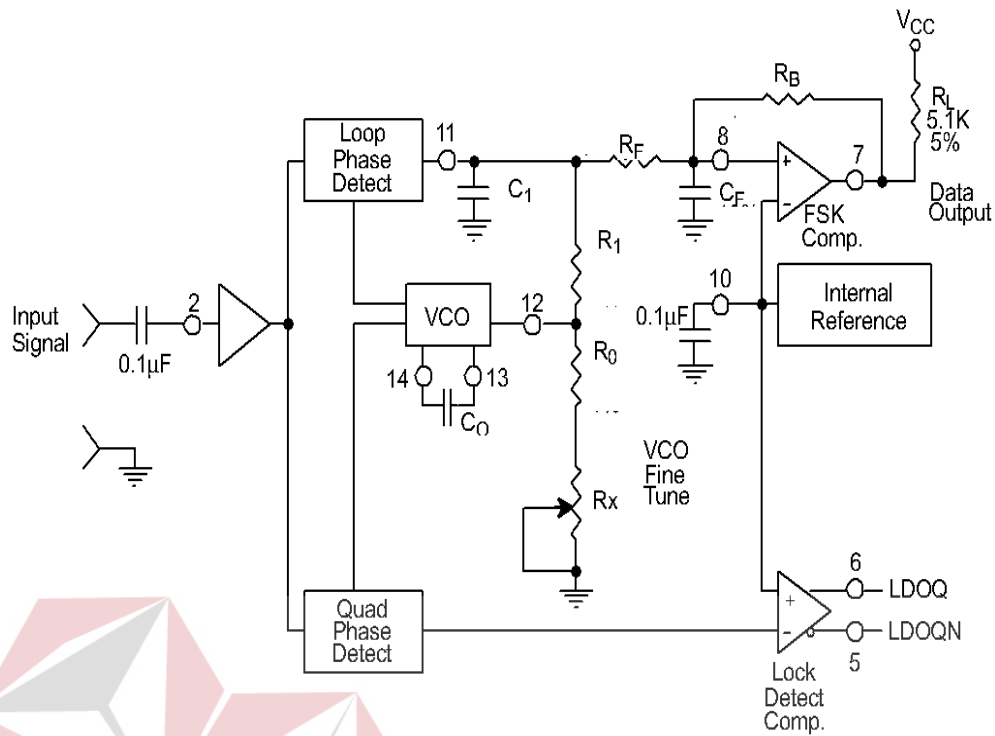 VCC
RB
RL
5.1K
5%
Loop
Phase
Detect
11
RF
8
7
C1
CF
+
-
FSK
Comp.
Data
Output
R1
10
Internal
Reference
Input
Signal
2
0.1µF
VCO
12
0.1µF
14
13
CO
R0
VCO
Fine
Tune
Rx
Quad
Phase
Detect
+
-
6
LDOQ
LDOQN
5
Lock
Detect
Comp.